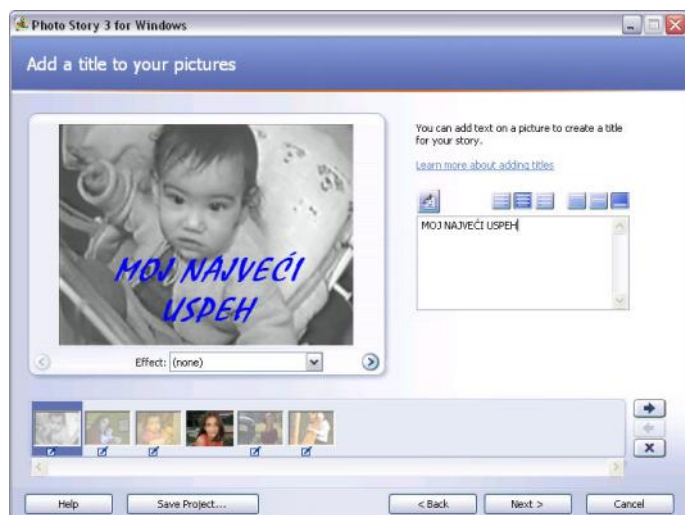 Photo Story 3 for Windows
Add a title to your pictures
You can add text on a picture to create a title
for your story.
Learn more about adding titles
MOJ NAJVEĆI USPEH
MOJ NAJVEĆI
USPEH
Effect: (none)
Help
Save Project...
< Back
Next >
Cancel